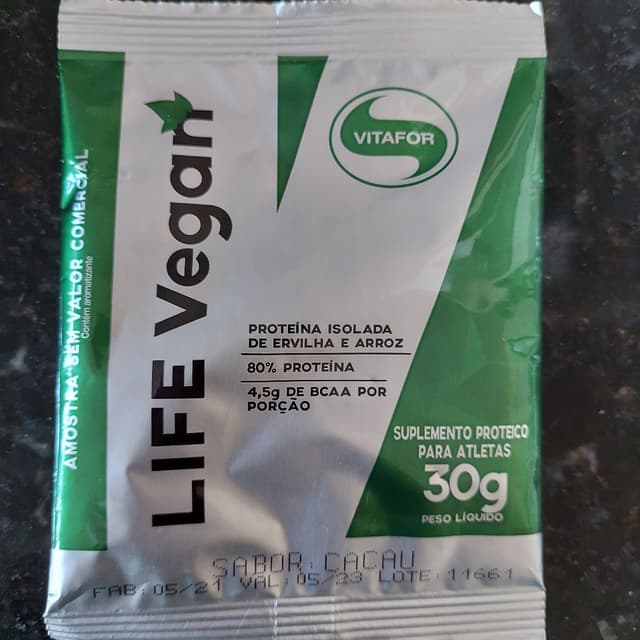 VITAFOR
LIFE Vegan
AMOSTRA SEM VALOR COMERCIAL
Contém aromatizante
PROTEÍNA ISOLADA
DE ERVILHA E ARROZ
80% PROTEÍNA
4,5g DE BCAA POR
PORÇÃO
SUPLEMENTO PROTEICO
PARA ATLETAS
30g
PESO LÍQUIDO
SABOR: CACAU
FAB:05/21 VAL:05/23 LOTE:11661